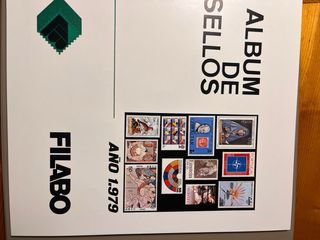 ALBUM
DE
SELLOS
AÑO 1.979
FILABO